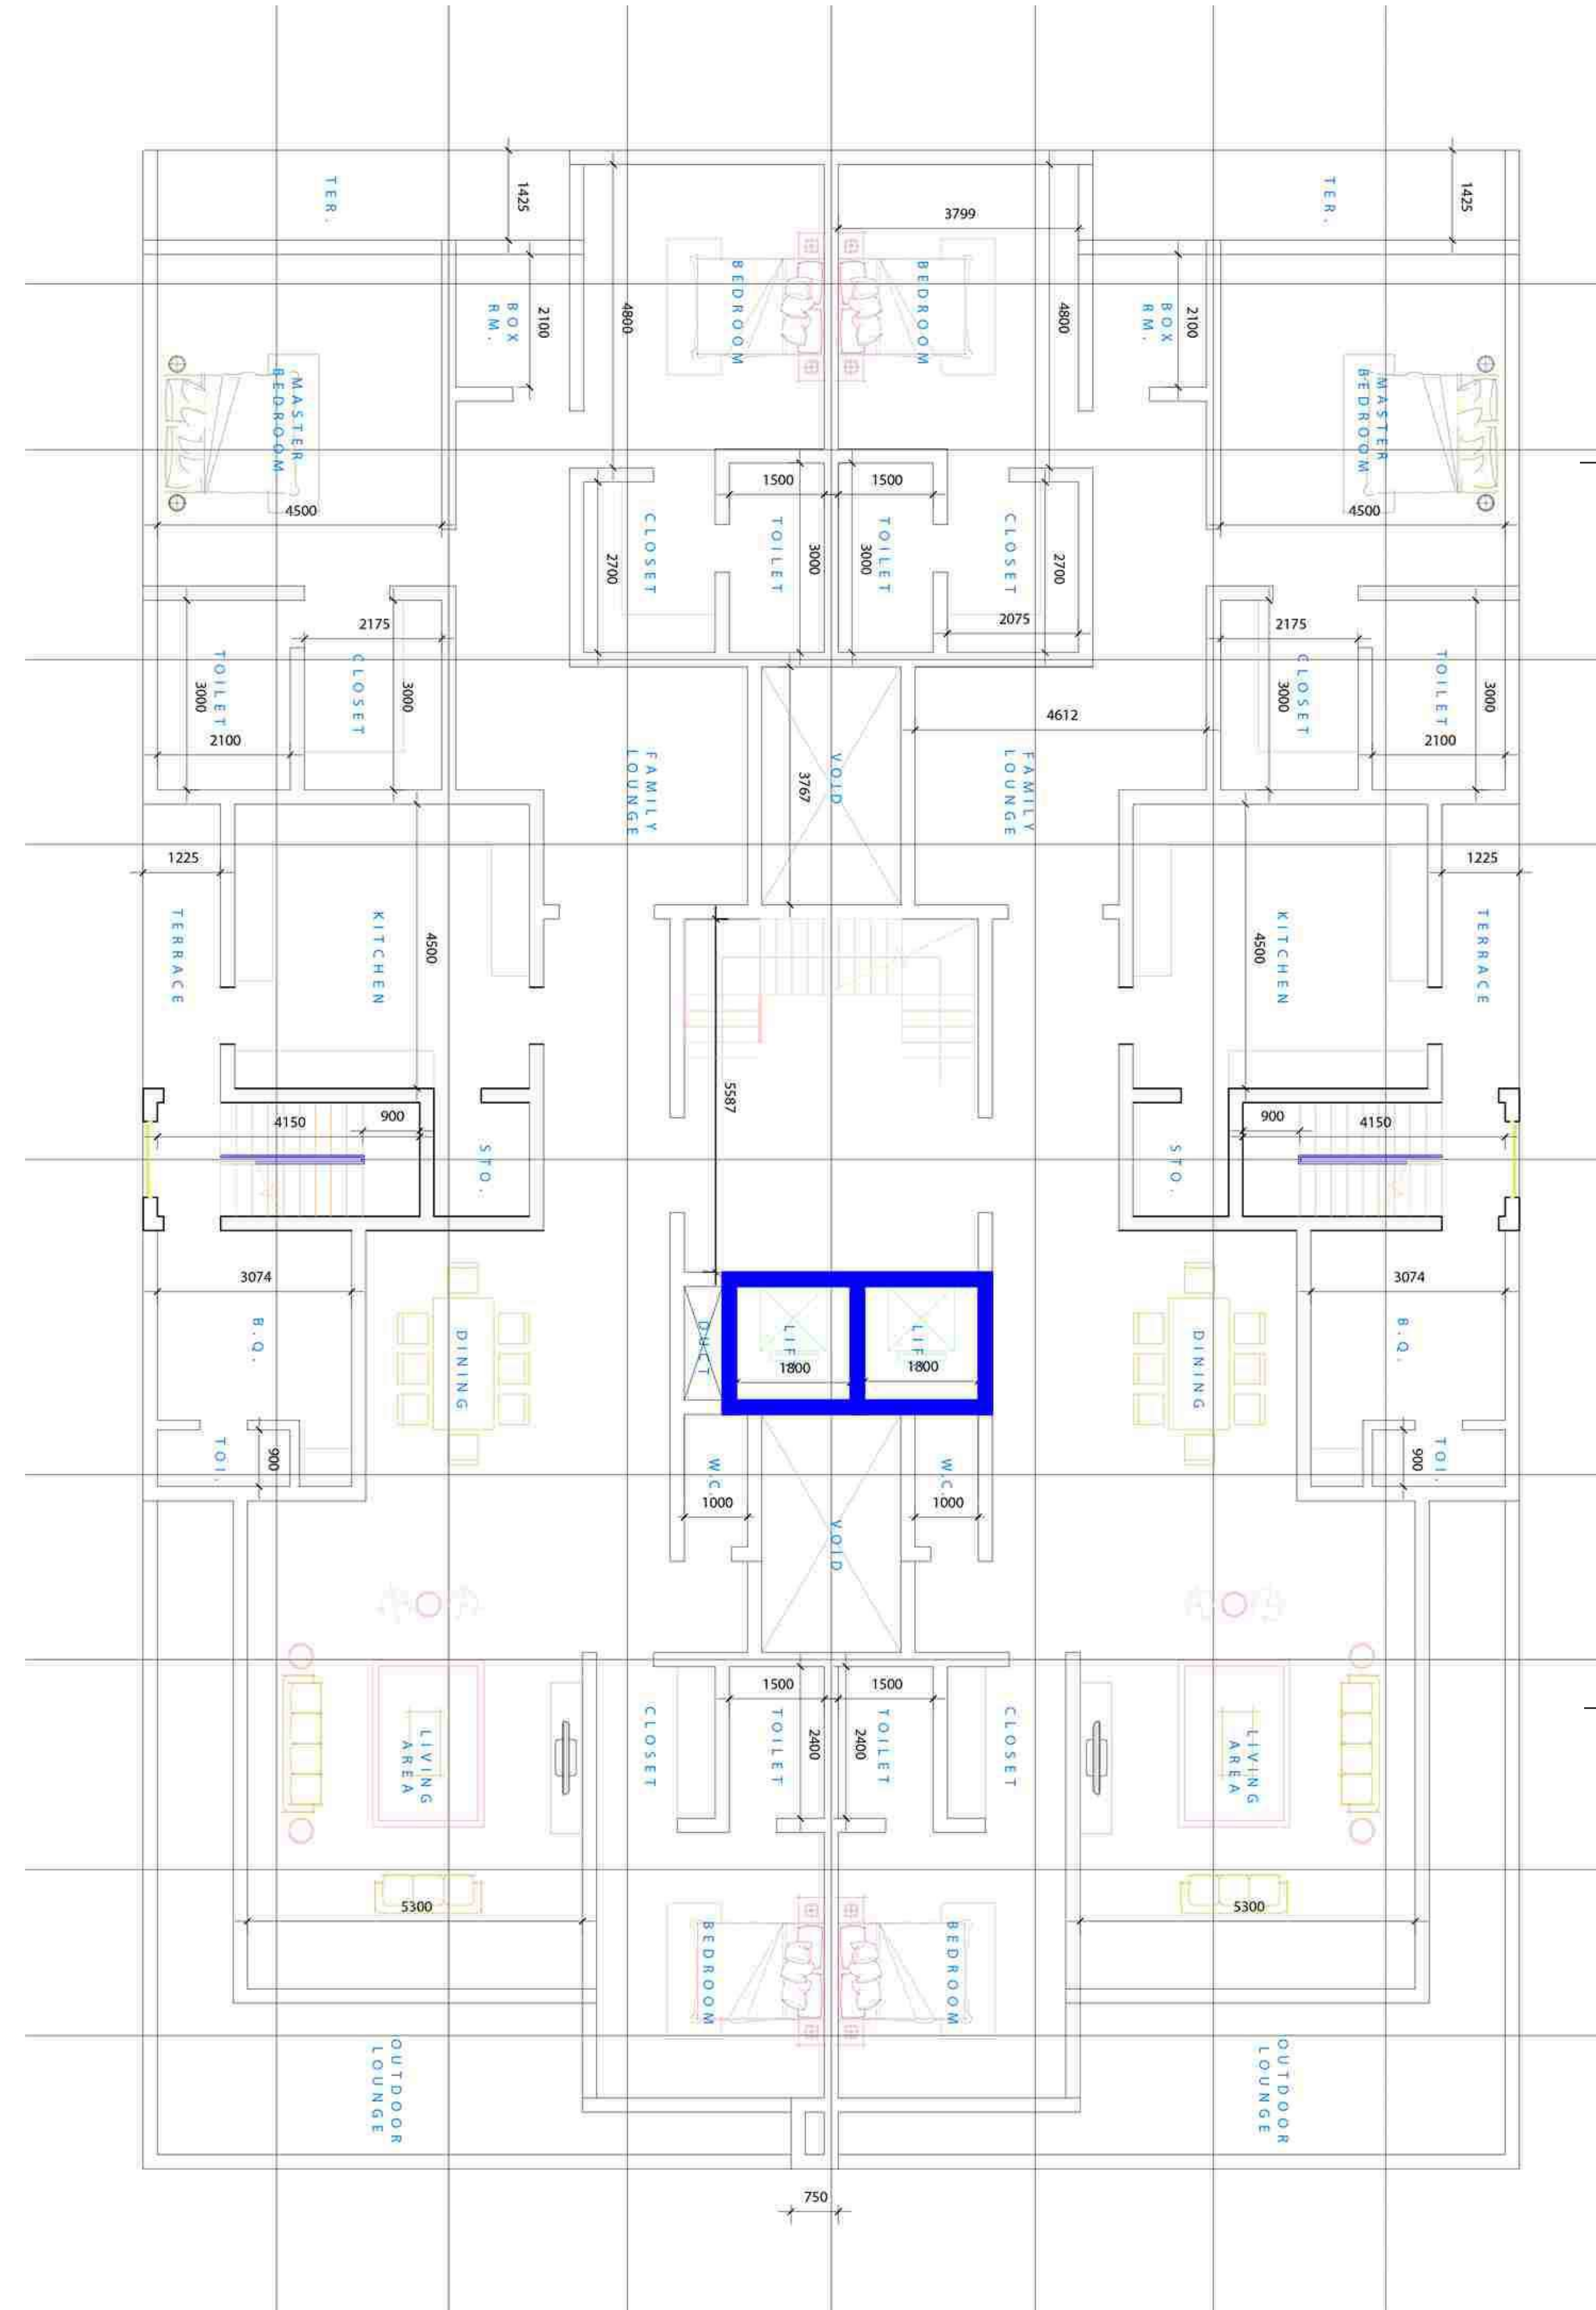 1425
1425
TER.
TER.
3799
BEDROOM
BEDROOM
4800
4800
BOX
RM.
2100
BOX
RM.
2100
MASTER
BEDROOM
MASTER
BEDROOM
4500
4500
1500
1500
CLOSET
TOILET
3000
3000
TOILET
CLOSET
2700
2700
2075
2175
2175
TOILET
3000
CLOSET
3000
3000
CLOSET
TOILET
3000
2100
2100
4612
FAMILY
LOUNGE
3767
VOID
FAMILY
LOUNGE
1225
1225
TERRACE
KITCHEN
4500
4500
KITCHEN
TERRACE
5587
4150
900
900
4150
STO.
STO.
3074
3074
B.Q.
DINING
DUCT
LIF
LIF
DINING
B.Q.
1800
1800
TOI.
900
900
TOI.
W.C.
W.C.
1000
1000
VOID
1500
1500
LIVING
AREA
CLOSET
TOILET
2400
2400
TOILET
CLOSET
LIVING
AREA
5300
5300
BEDROOM
BEDROOM
OUTDOOR
LOUNGE
OUTDOOR
LOUNGE
750